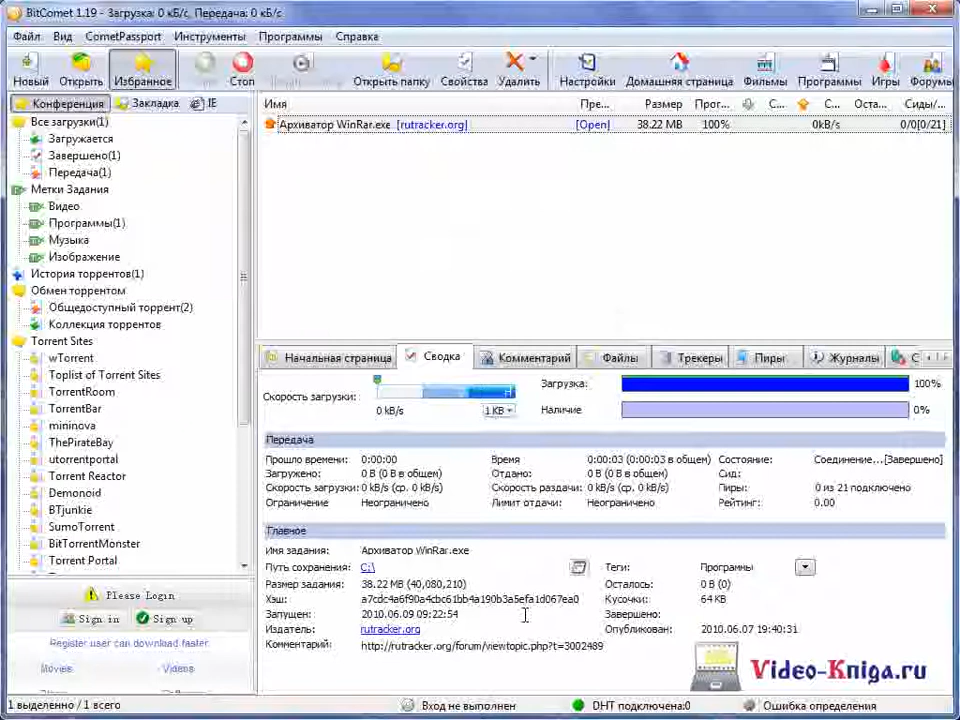 BitComet 1.19 - Загрузка: 0 кБ/с, Передача: 0 кБ/с
Файл Вид CometPassport Инструменты Программы Справка
Новый Открыть Избранное Стоп Открыть папку Свойства Удалить Настройки Домашняя страница Фильмы Программы Игры Форумы
Конференция Закладка IE
Все загрузки(1)
Загружается
Завершено(1)
Передача(1)
Метки Задания
Видео
Программы(1)
Музыка
Изображение
История торрентов(1)
Обмен торрентом
Общедоступный торрент(2)
Коллекция торрентов
Torrent Sites
wTorrent
Toplist of Torrent Sites
TorrentRoom
TorrentBar
mininova
ThePirateBay
utorrentportal
Torrent Reactor
Demonoid
BTjunkie
SumoTorrent
BitTorrentMonster
Torrent Portal
Please Login
Sign in Sign up
Register user can download faster.
Movies Videos
Имя Пре... Размер Прог... С... С... Оста... Сиды/...
Архиватор WinRar.exe [rutracker.org] [Open] 38.22 MB 100% 0kB/s 0/0[0/21]
Начальная страница Сводка Комментарий Файлы Трекеры Пиры Журналы С
Скорость загрузки: 0 kB/s 1 KB
Загрузка: 100%
Наличие 0%
Передача
Прошло времени: 0:00:00 Время 0:00:03 (0:00:03 в общем) Состояние: Соединение...[Завершено]
Загружено: 0 B (0 B в общем) Отдано: 0 B (0 B в общем) Сид:
Скорость загрузки: 0 kB/s (ср. 0 kB/s) Скорость раздачи: 0 kB/s (ср. 0 kB/s) Пиры: 0 из 21 подключено
Ограничение Неограничено Лимит отдачи: Неограничено Рейтинг: 0.00
Главное
Имя задания: Архиватор WinRar.exe
Путь сохранения: C:\ Теги: Программы
Размер задания: 38.22 MB (40,080,210) Осталось: 0 B (0)
Хэш: a7cdc4a6f90a4cbc61bb4a190b3a5efa1d067ea0 Кусочки: 64 KB
Запущен: 2010.06.09 09:22:54 Завершено:
Издатель: rutracker.org Опубликован: 2010.06.07 19:40:31
Комментарий: http://rutracker.org/forum/viewtopic.php?t=3002489
Video-Kniga.ru
1 выделенно / 1 всего Вход не выполнен DHT подключена:0 Ошибка определения